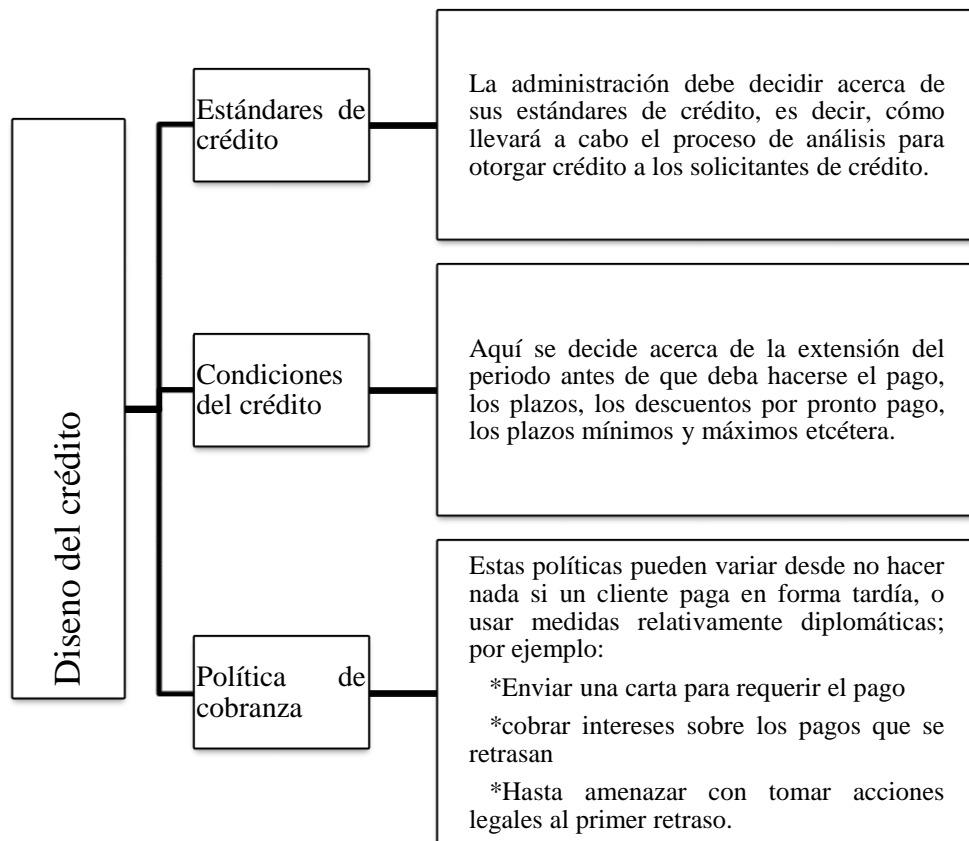 Diseno del crédito
Estándares de
crédito
La administración debe decidir acerca de
sus estándares de crédito, es decir, cómo
llevará a cabo el proceso de análisis para
otorgar crédito a los solicitantes de crédito.
Condiciones
del crédito
Aquí se decide acerca de la extensión del
periodo antes de que deba hacerse el pago,
los plazos, los descuentos por pronto pago,
los plazos mínimos y máximos etcétera.
Política de
cobranza
Estas políticas pueden variar desde no hacer
nada si un cliente paga en forma tardía, o
usar medidas relativamente diplomáticas;
por ejemplo:
*Enviar una carta para requerir el pago
*cobrar intereses sobre los pagos que se
retrasan
*Hasta amenazar con tomar acciones
legales al primer retraso.